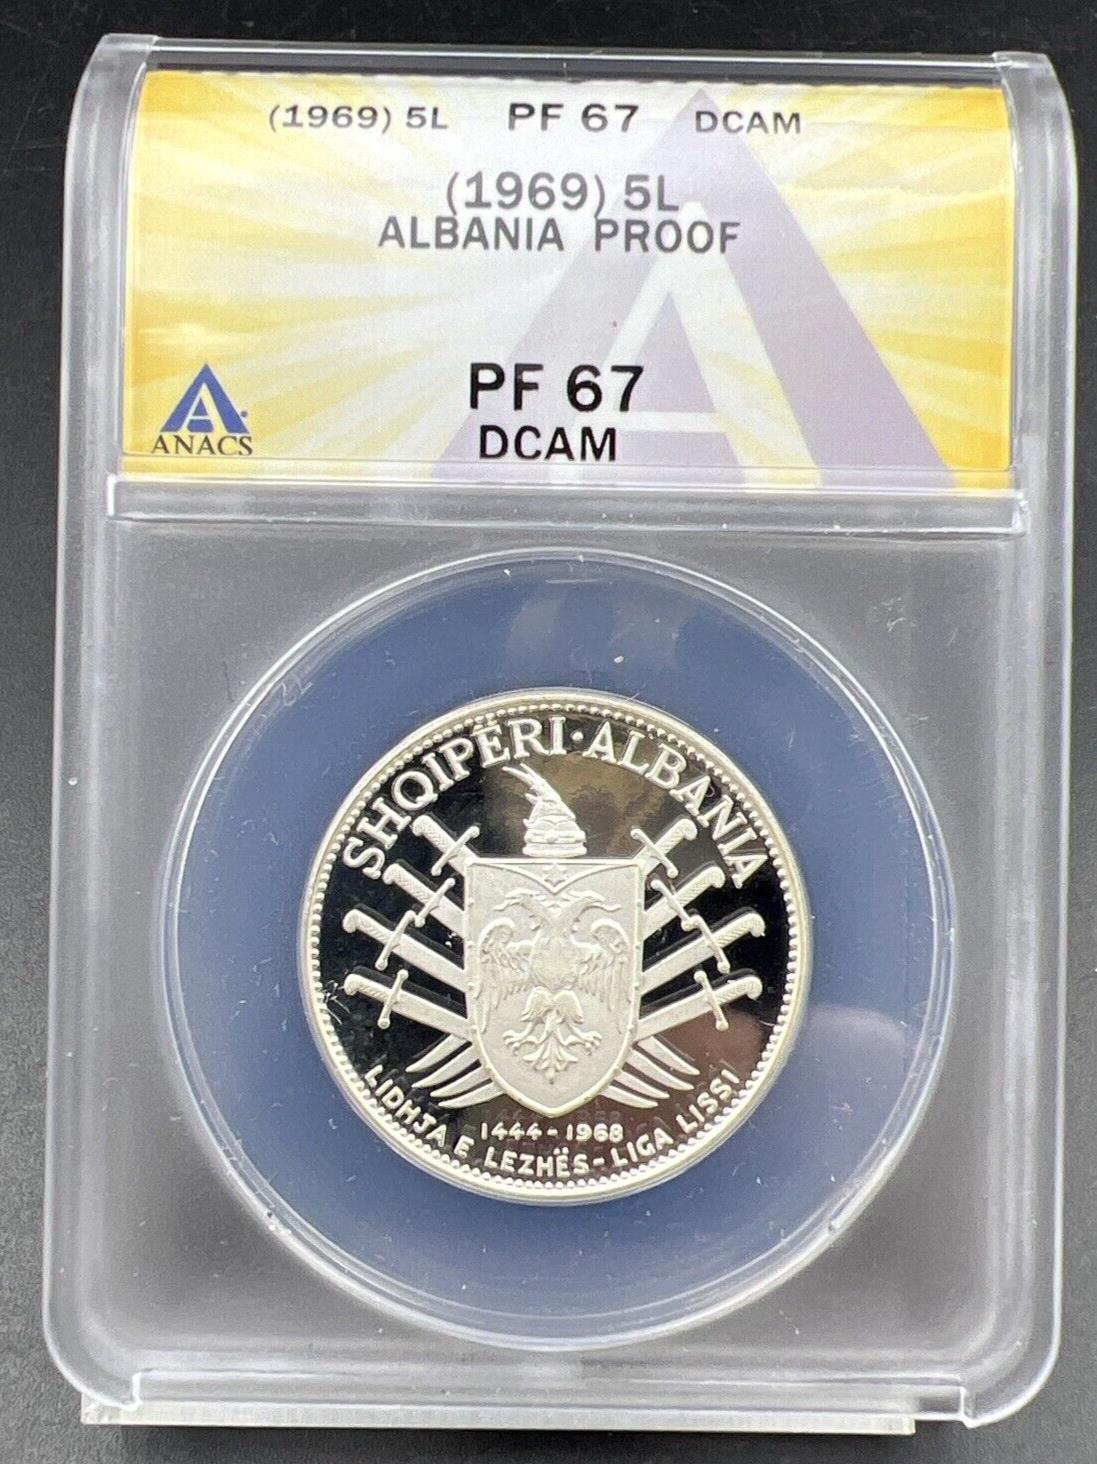 (1969) 5L PF 67 DCAM
(1969) 5L
ALBANIA PROOF
PF 67
DCAM
ANACS
SHQIPËRI · ALBANIA
1444 - 1968
LIDHJA E LEZHËS - LIGA LISSI